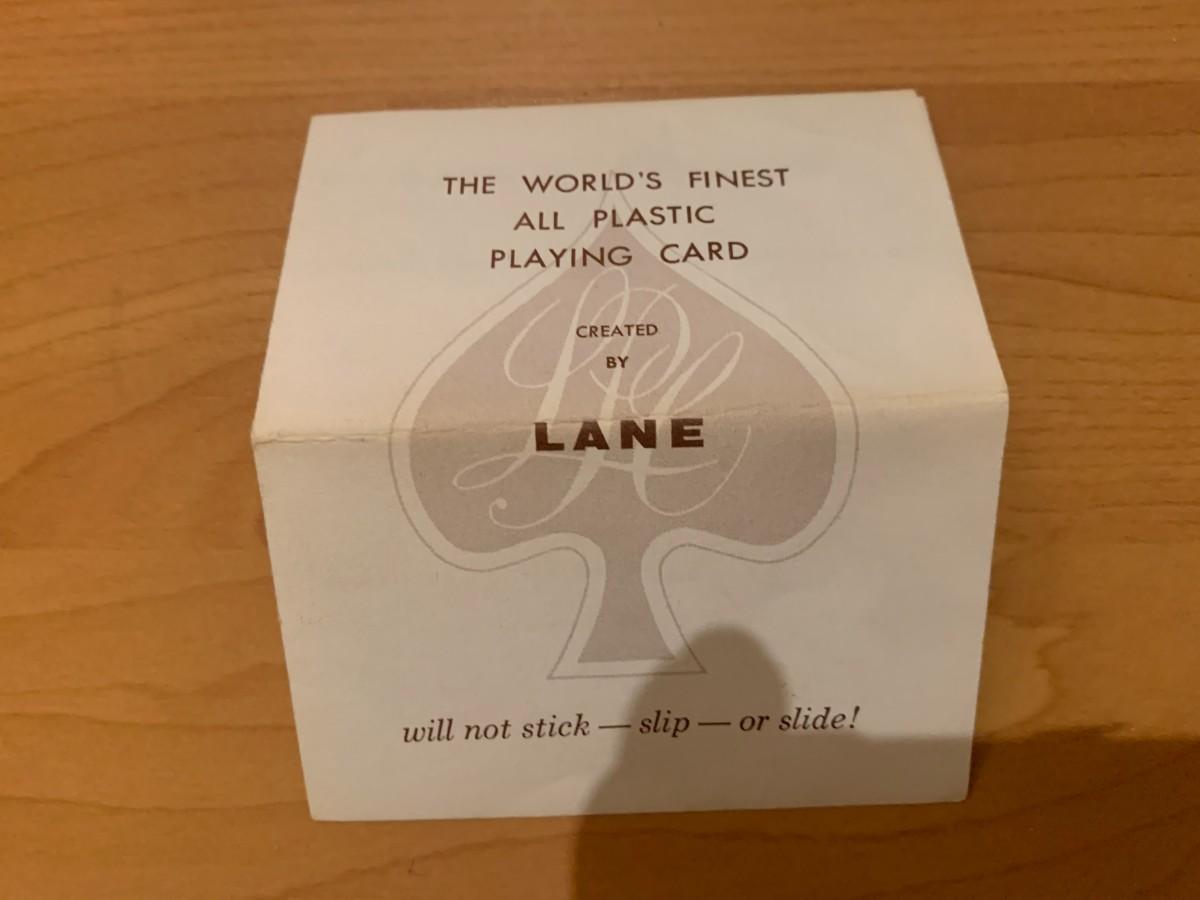 THE WORLD'S FINEST
ALL PLASTIC
PLAYING CARD
CREATED
BY
LANE
will not stick — slip — or slide!